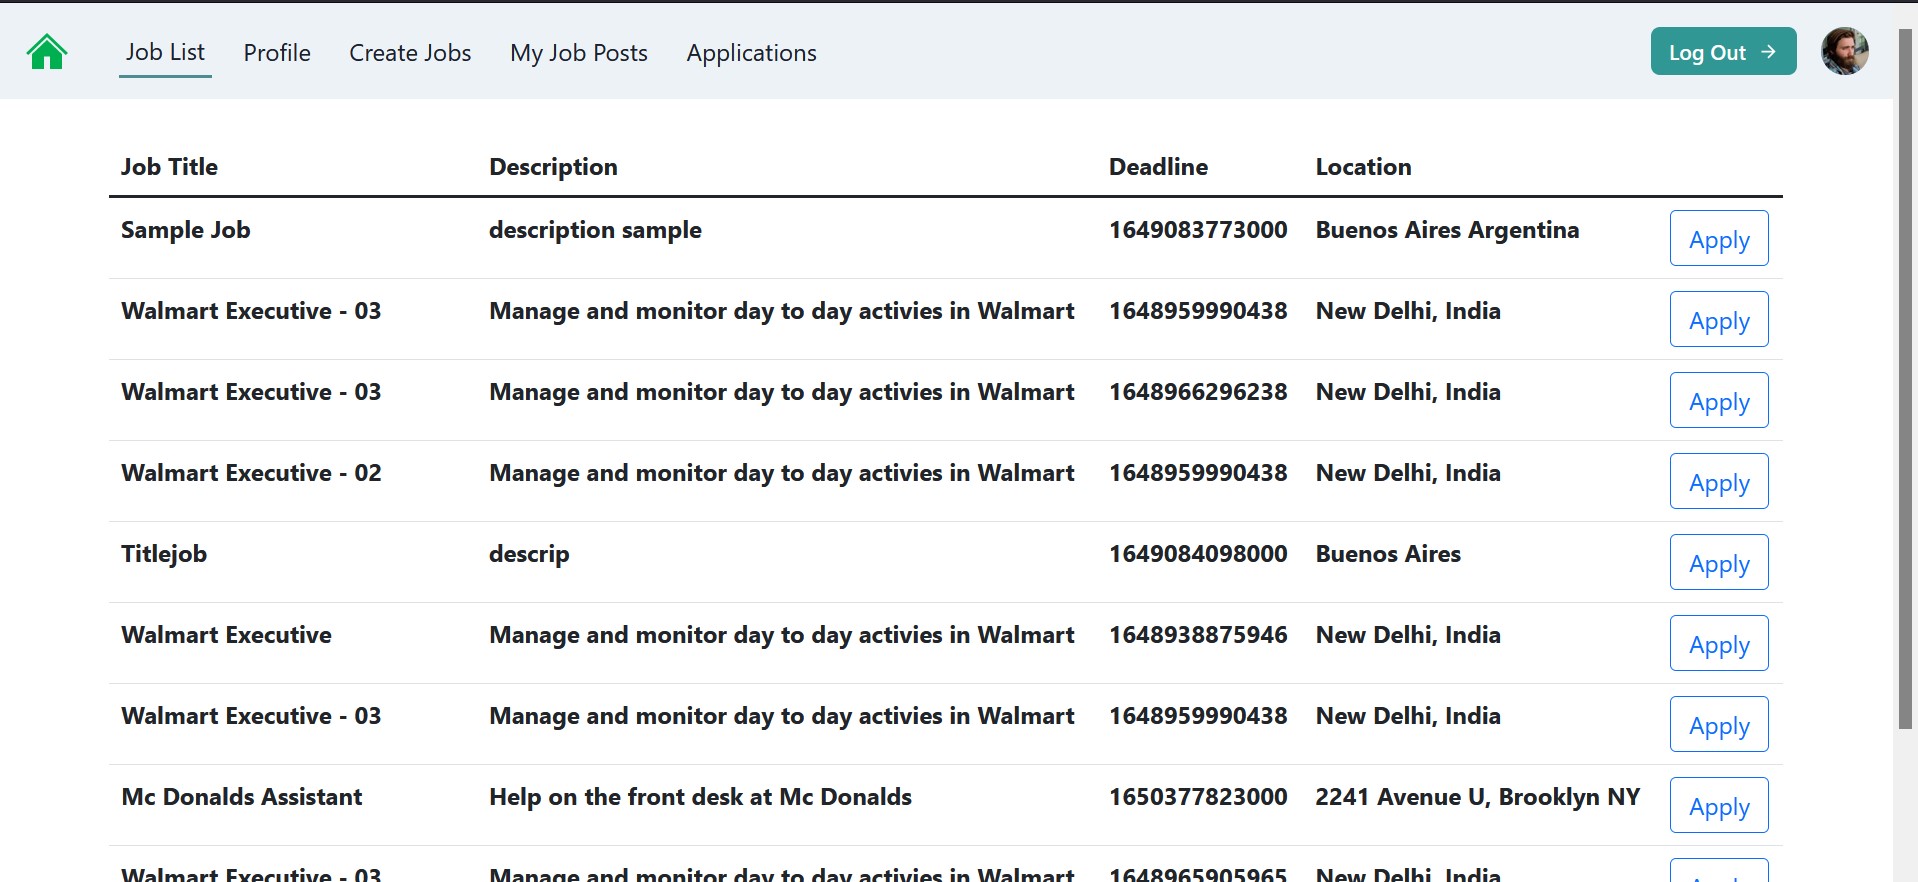 Job List Profile Create Jobs My Job Posts Applications Log Out →
Job Title Description Deadline Location
Sample Job description sample 1649083773000 Buenos Aires Argentina Apply
Walmart Executive - 03 Manage and monitor day to day activies in Walmart 1648959990438 New Delhi, India Apply
Walmart Executive - 03 Manage and monitor day to day activies in Walmart 1648966296238 New Delhi, India Apply
Walmart Executive - 02 Manage and monitor day to day activies in Walmart 1648959990438 New Delhi, India Apply
Titlejob descrip 1649084098000 Buenos Aires Apply
Walmart Executive Manage and monitor day to day activies in Walmart 1648938875946 New Delhi, India Apply
Walmart Executive - 03 Manage and monitor day to day activies in Walmart 1648959990438 New Delhi, India Apply
Mc Donalds Assistant Help on the front desk at Mc Donalds 1650377823000 2241 Avenue U, Brooklyn NY Apply
Walmart Executive - 03 Manage and monitor day to day activies in Walmart 1648965905965 New Delhi, India